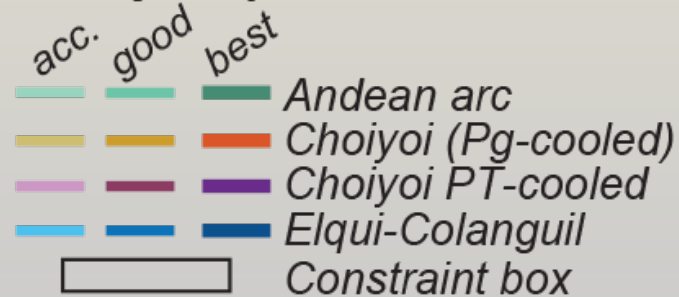 acc. good best
Andean arc
Choiyoi (Pg-cooled)
Choiyoi PT-cooled
Elqui-Colanguil
Constraint box